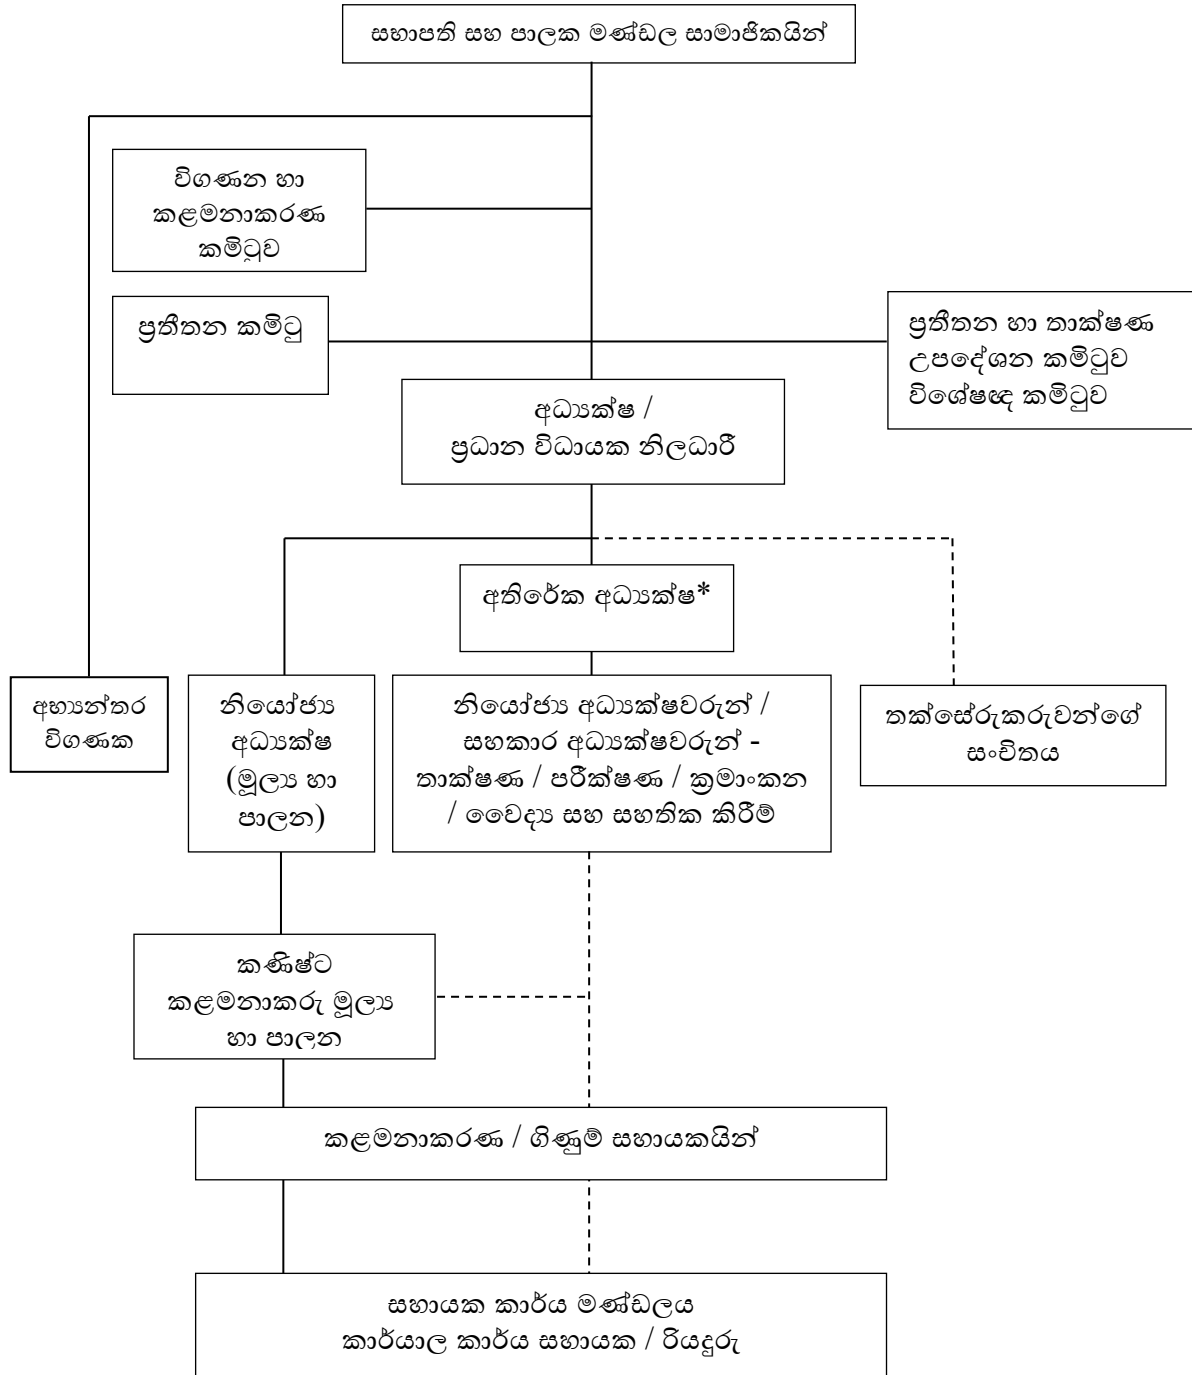 සභාපති සහ පාලක මණ්ඩල සාමාජිකයින්
විගණන හා
කළමනාකරණ
කමිටුව
ප්‍රතීතන කමිටු
ප්‍රතීතන හා තාක්ෂණ
උපදේශන කමිටුව
විශේෂඥ කමිටුව
අධ්‍යක්ෂ /
ප්‍රධාන විධායක නිලධාරී
අතිරේක අධ්‍යක්ෂ*
අභ්‍යන්තර
විගණක
නියෝජ්‍ය
අධ්‍යක්ෂ
(මූල්‍ය හා
පාලන)
නියෝජ්‍ය අධ්‍යක්ෂවරුන් /
සහකාර අධ්‍යක්ෂවරුන් -
තාක්ෂණ / පරීක්ෂණ / ක්‍රමාංකන
/ වෛද්‍ය සහ සහතික කිරීම්
තක්සේරුකරුවන්ගේ
සංචිතය
කණිෂ්ට
කළමනාකරු මූල්‍ය
හා පාලන
කළමනාකරණ / ගිණුම් සහායකයින්
සහායක කාර්ය මණ්ඩලය
කාර්යාල කාර්ය සහායක / රියදුරු